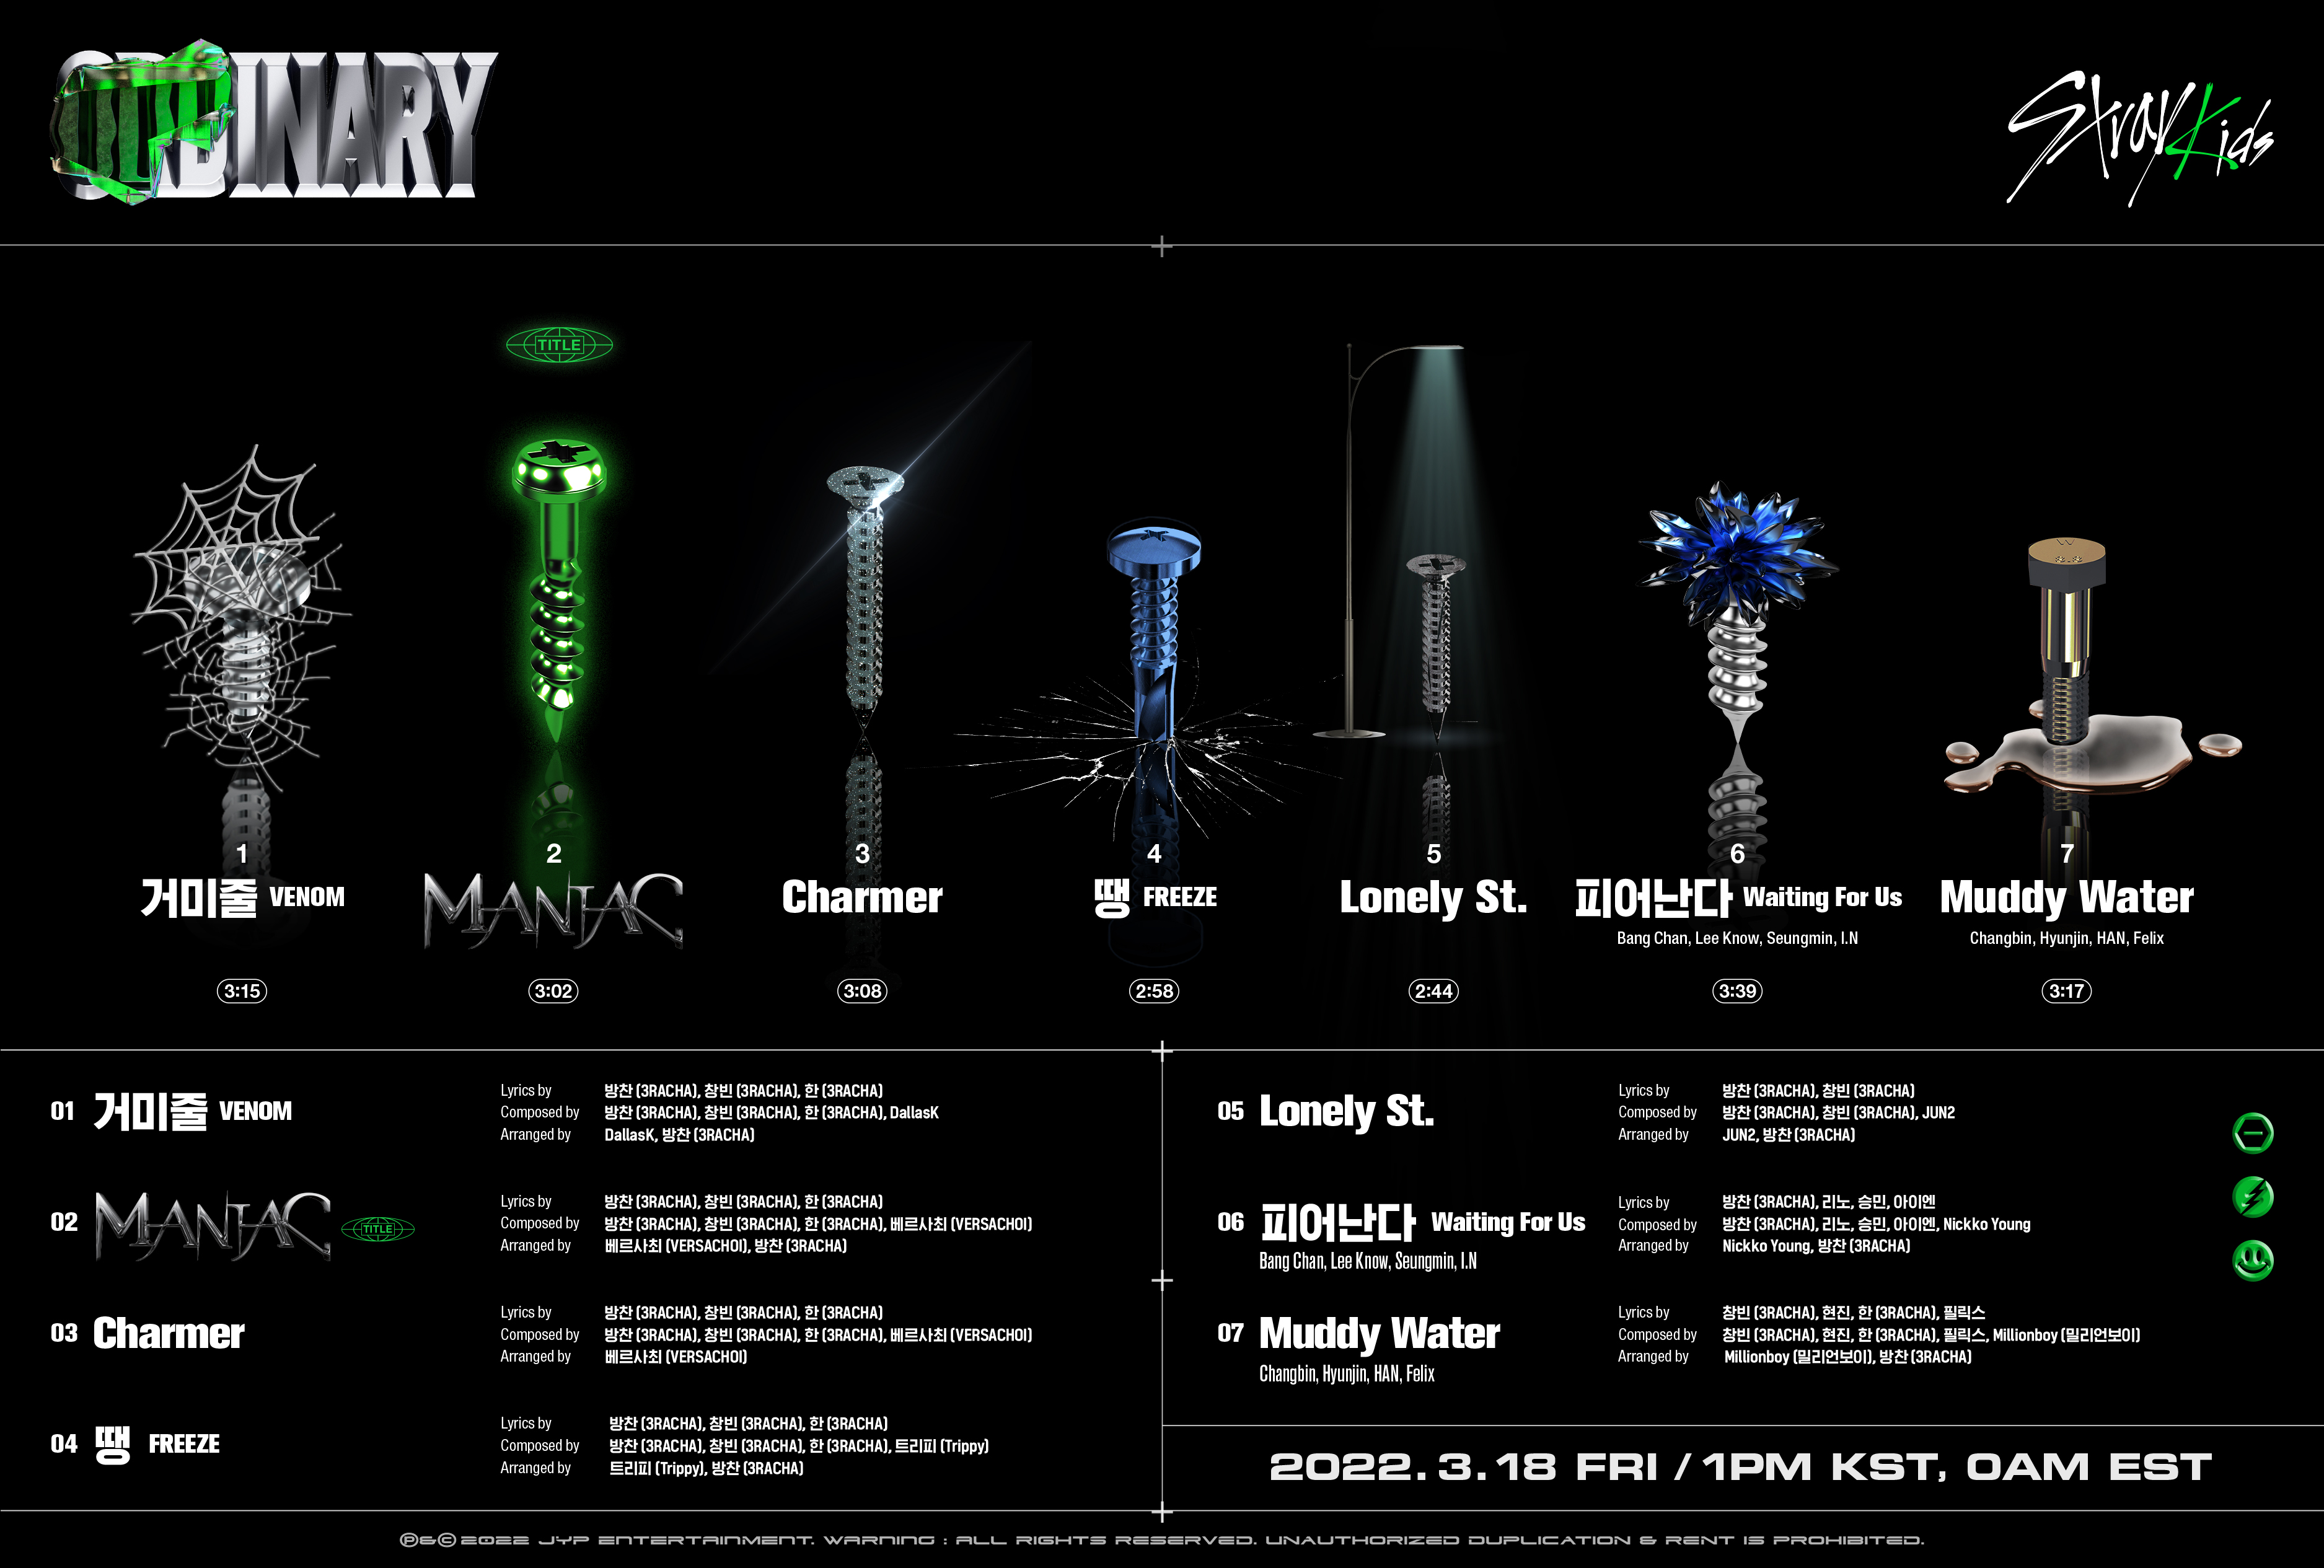 ODDINARY
Stray Kids
TITLE
1
거미줄 VENOM
3:15
2
MANIAC
3:02
3
Charmer
3:08
4
땡 FREEZE
2:58
5
Lonely St.
2:44
6
피어난다 Waiting For Us
Bang Chan, Lee Know, Seungmin, I.N
3:39
7
Muddy Water
Changbin, Hyunjin, HAN, Felix
3:17
01 거미줄 VENOM
Lyrics by 방찬 (3RACHA), 창빈 (3RACHA), 한 (3RACHA)
Composed by 방찬 (3RACHA), 창빈 (3RACHA), 한 (3RACHA), DallasK
Arranged by DallasK, 방찬 (3RACHA)
02 MANIAC TITLE
Lyrics by 방찬 (3RACHA), 창빈 (3RACHA), 한 (3RACHA)
Composed by 방찬 (3RACHA), 창빈 (3RACHA), 한 (3RACHA), 베르사최 (VERSACHOI)
Arranged by 베르사최 (VERSACHOI), 방찬 (3RACHA)
03 Charmer
Lyrics by 방찬 (3RACHA), 창빈 (3RACHA), 한 (3RACHA)
Composed by 방찬 (3RACHA), 창빈 (3RACHA), 한 (3RACHA), 베르사최 (VERSACHOI)
Arranged by 베르사최 (VERSACHOI)
04 땡 FREEZE
Lyrics by 방찬 (3RACHA), 창빈 (3RACHA), 한 (3RACHA)
Composed by 방찬 (3RACHA), 창빈 (3RACHA), 한 (3RACHA), 트리피 (Trippy)
Arranged by 트리피 (Trippy), 방찬 (3RACHA)
05 Lonely St.
Lyrics by 방찬 (3RACHA), 창빈 (3RACHA)
Composed by 방찬 (3RACHA), 창빈 (3RACHA), JUN2
Arranged by JUN2, 방찬 (3RACHA)
06 피어난다 Waiting For Us
Bang Chan, Lee Know, Seungmin, I.N
Lyrics by 방찬 (3RACHA), 리노, 승민, 아이엔
Composed by 방찬 (3RACHA), 리노, 승민, 아이엔, Nickko Young
Arranged by Nickko Young, 방찬 (3RACHA)
07 Muddy Water
Changbin, Hyunjin, HAN, Felix
Lyrics by 창빈 (3RACHA), 현진, 한 (3RACHA), 필릭스
Composed by 창빈 (3RACHA), 현진, 한 (3RACHA), 필릭스, Millionboy (밀리언보이)
Arranged by Millionboy (밀리언보이), 방찬 (3RACHA)
2022.3.18 FRI / 1PM KST, 0AM EST
℗&© 2022 JYP ENTERTAINMENT. WARNING : ALL RIGHTS RESERVED. UNAUTHORIZED DUPLICATION & RENT IS PROHIBITED.